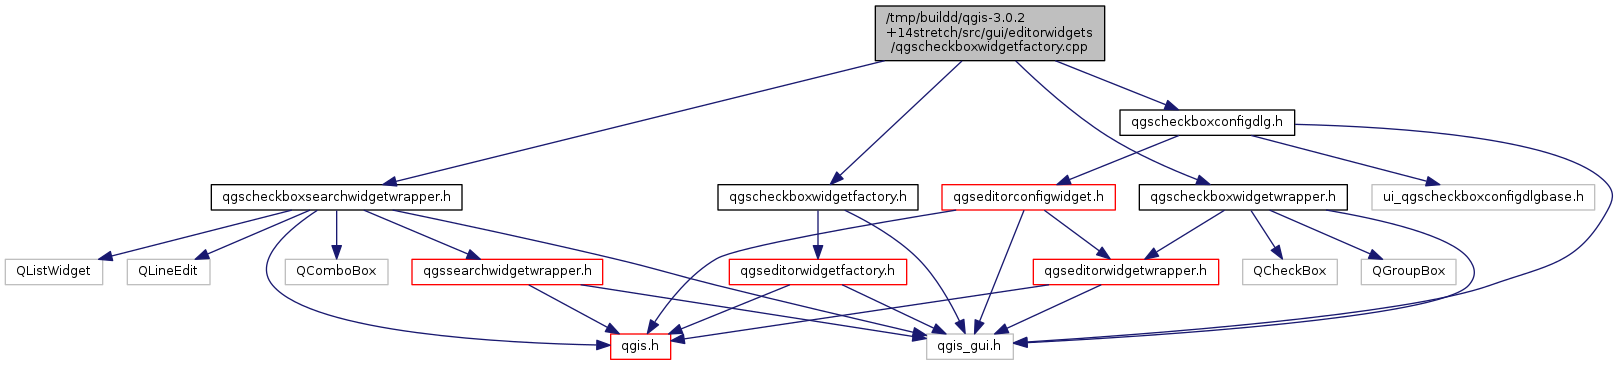 /tmp/buildd/qgis-3.0.2
+14stretch/src/gui/editorwidgets
/qgscheckboxwidgetfactory.cpp
qgscheckboxconfigdlg.h
qgscheckboxsearchwidgetwrapper.h
qgscheckboxwidgetfactory.h
qgseditorconfigwidget.h
qgscheckboxwidgetwrapper.h
ui_qgscheckboxconfigdlgbase.h
QListWidget
QLineEdit
QComboBox
qgssearchwidgetwrapper.h
qgseditorwidgetfactory.h
qgseditorwidgetwrapper.h
QCheckBox
QGroupBox
qgis.h
qgis_gui.h